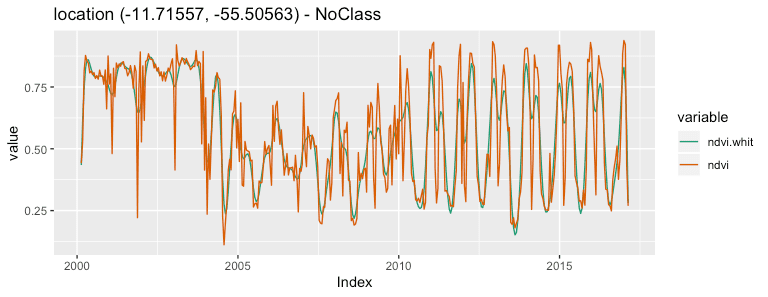 location (-11.71557, -55.50563) - NoClass
value
0.75
0.50
0.25
2000
2005
2010
2015
Index
variable
ndvi.whit
ndvi